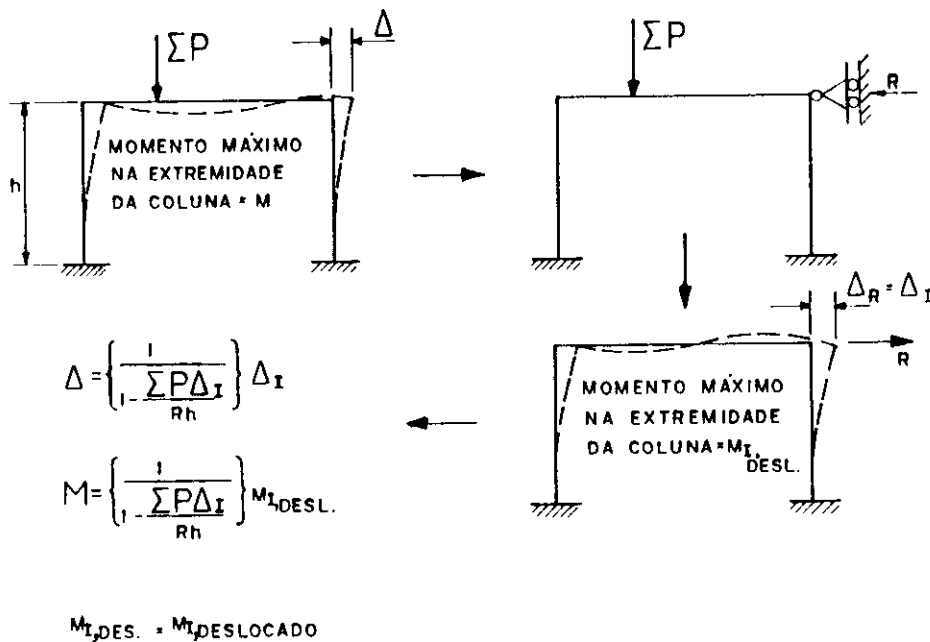 ΣP
Δ
h
MOMENTO MÁXIMO
NA EXTREMIDADE
DA COLUNA = M
ΣP
R
Δ_R = Δ_I
R
MOMENTO MÁXIMO
NA EXTREMIDADE
DA COLUNA = M_I, DESL.
Δ = { 1 / (1 - ΣPΔ_I / Rh) } Δ_I
M = { 1 / (1 - ΣPΔ_I / Rh) } M_I,DESL.
M_I,DES. = M_I,DESLOCADO